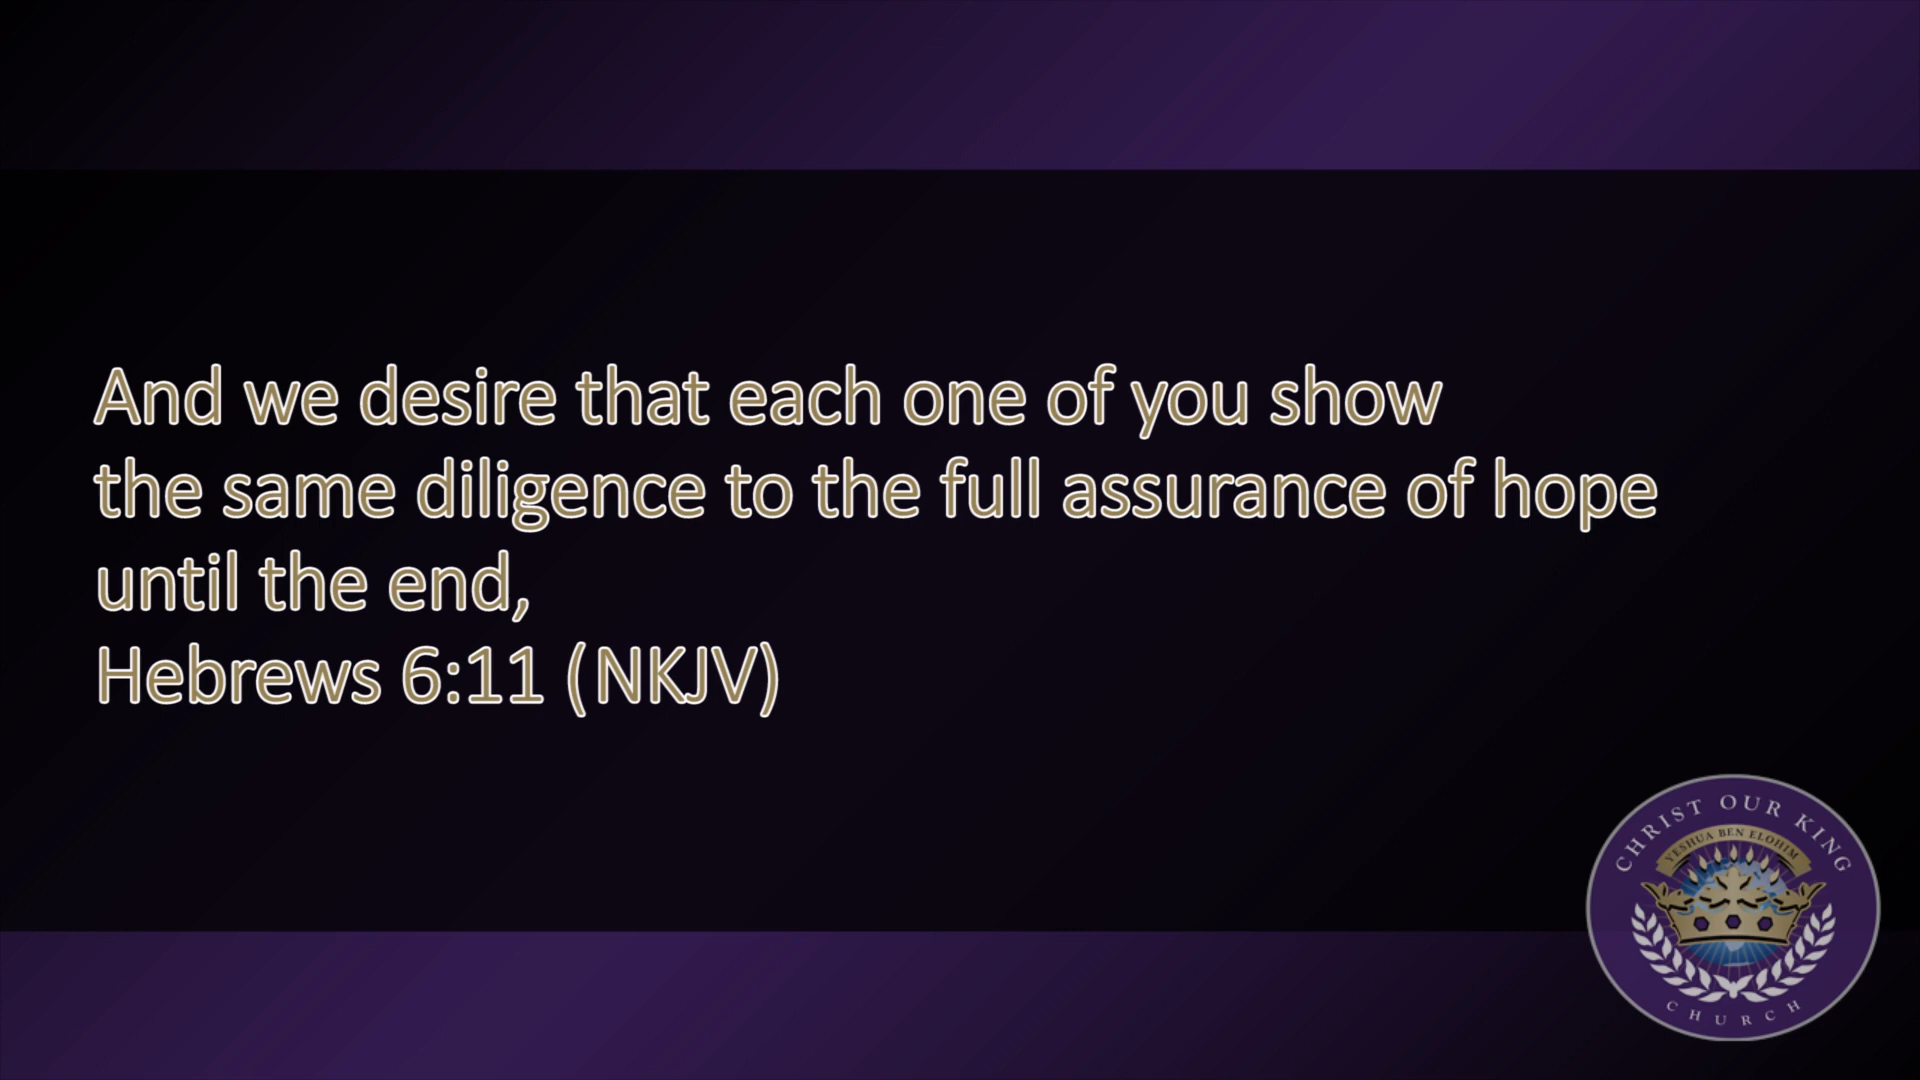 And we desire that each one of you show
the same diligence to the full assurance of hope
until the end,
Hebrews 6:11 (NKJV)
CHRIST OUR KING
YESHUA BEN ELOHIM
CHURCH